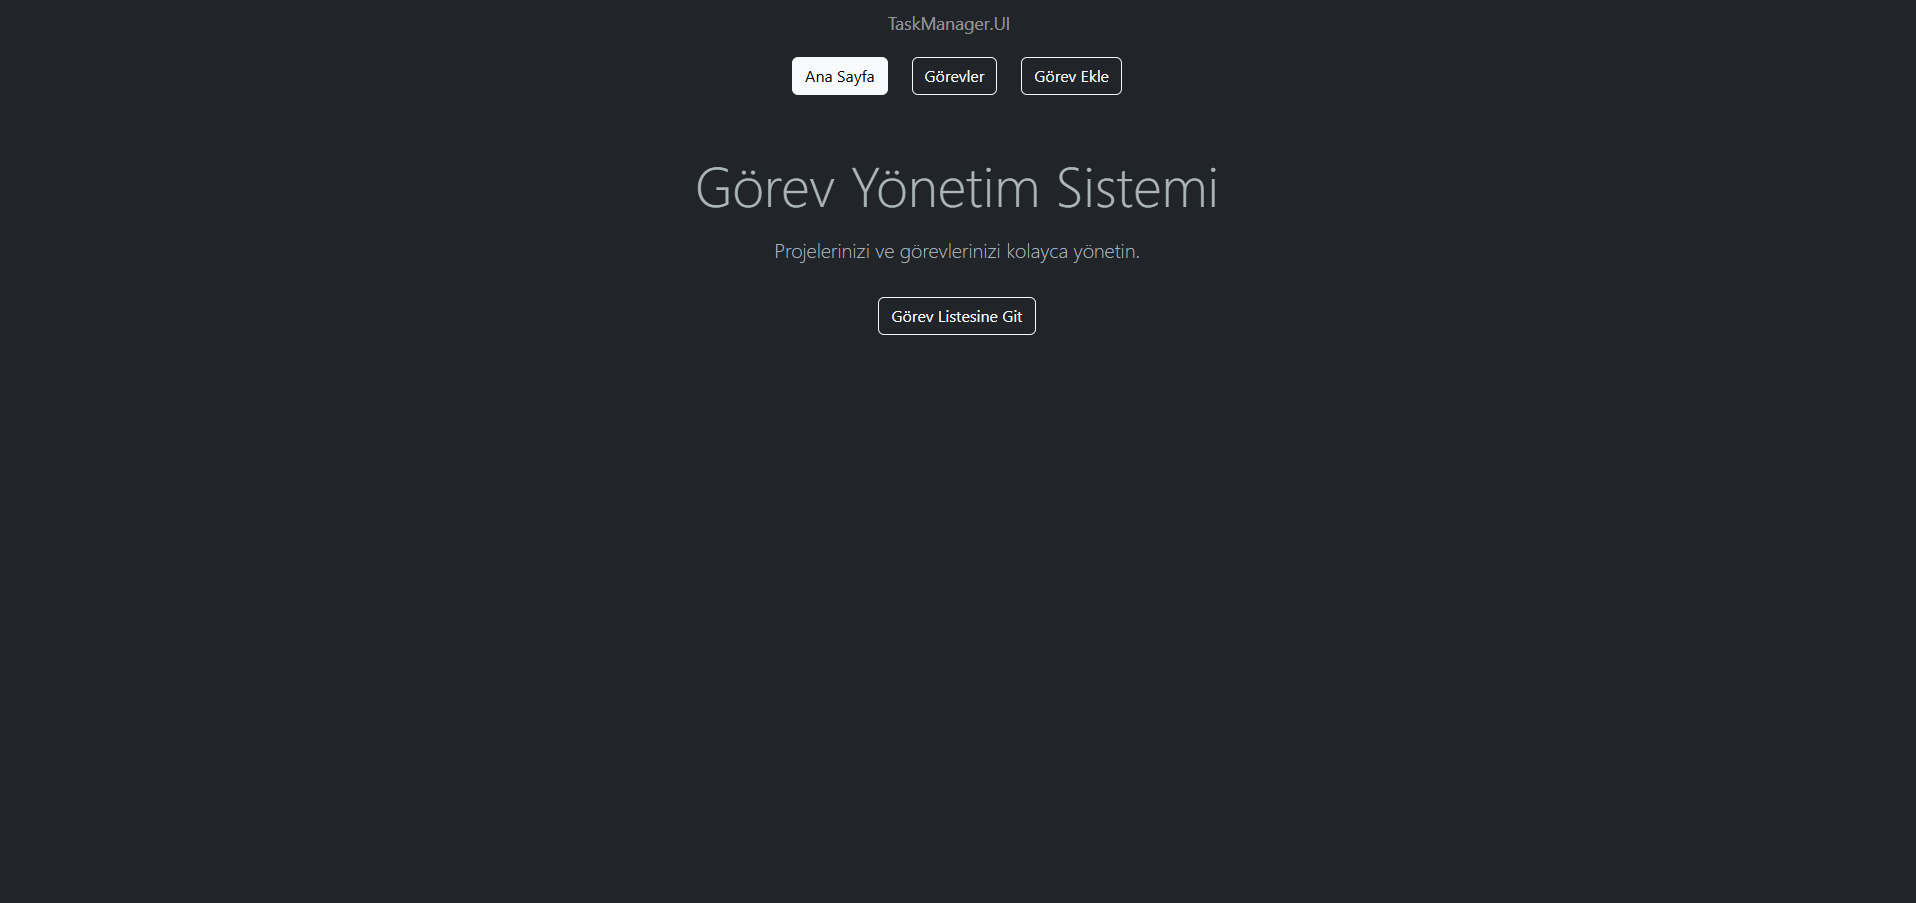 TaskManager.UI
Ana Sayfa Görevler Görev Ekle
Görev Yönetim Sistemi
Projelerinizi ve görevlerinizi kolayca yönetin.
Görev Listesine Git